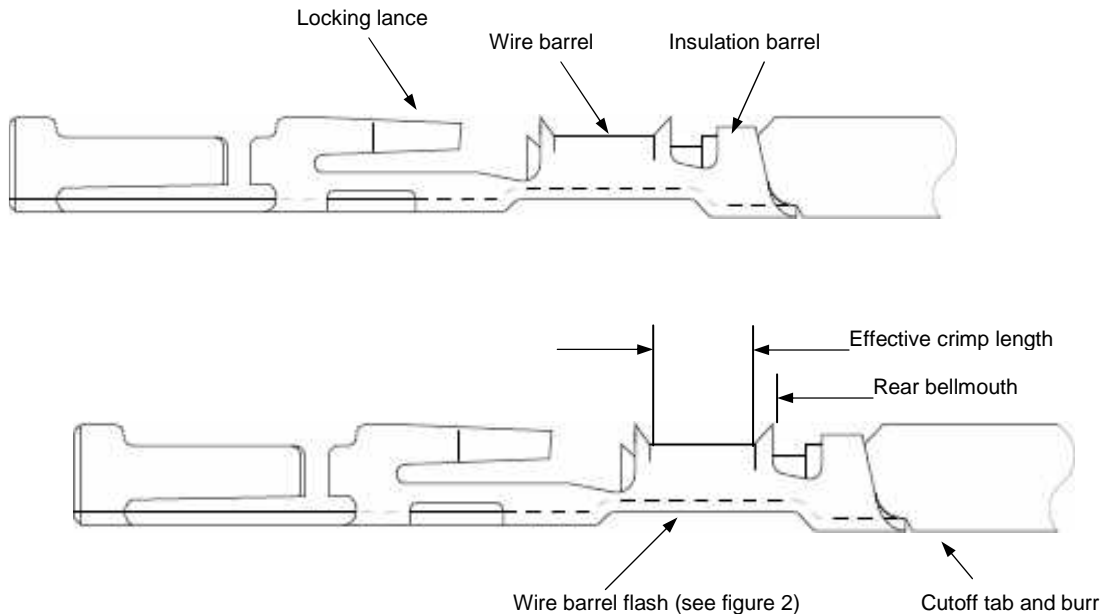 Locking lance
Wire barrel
Insulation barrel
Effective crimp length
Rear bellmouth
Wire barrel flash (see figure 2)
Cutoff tab and burr